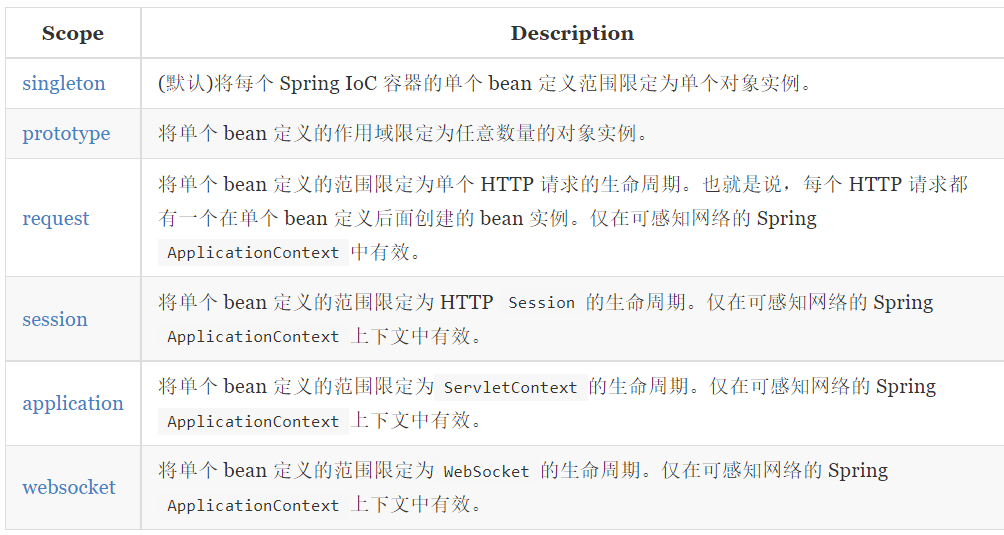 Scope Description
singleton (默认)将每个 Spring IoC 容器的单个 bean 定义范围限定为单个对象实例。
prototype 将单个 bean 定义的作用域限定为任意数量的对象实例。
将单个 bean 定义的范围限定为单个 HTTP 请求的生命周期。也就是说，每个 HTTP 请求都
request 有一个在单个 bean 定义后面创建的 bean 实例。仅在可感知网络的 Spring
ApplicationContext 中有效。
session
将单个 bean 定义的范围限定为 HTTP Session 的生命周期。仅在可感知网络的 Spring
ApplicationContext 上下文中有效。
application
将单个 bean 定义的范围限定为 ServletContext 的生命周期。仅在可感知网络的 Spring
ApplicationContext 上下文中有效。
websocket
将单个 bean 定义的范围限定为 WebSocket 的生命周期。仅在可感知网络的 Spring
ApplicationContext 上下文中有效。